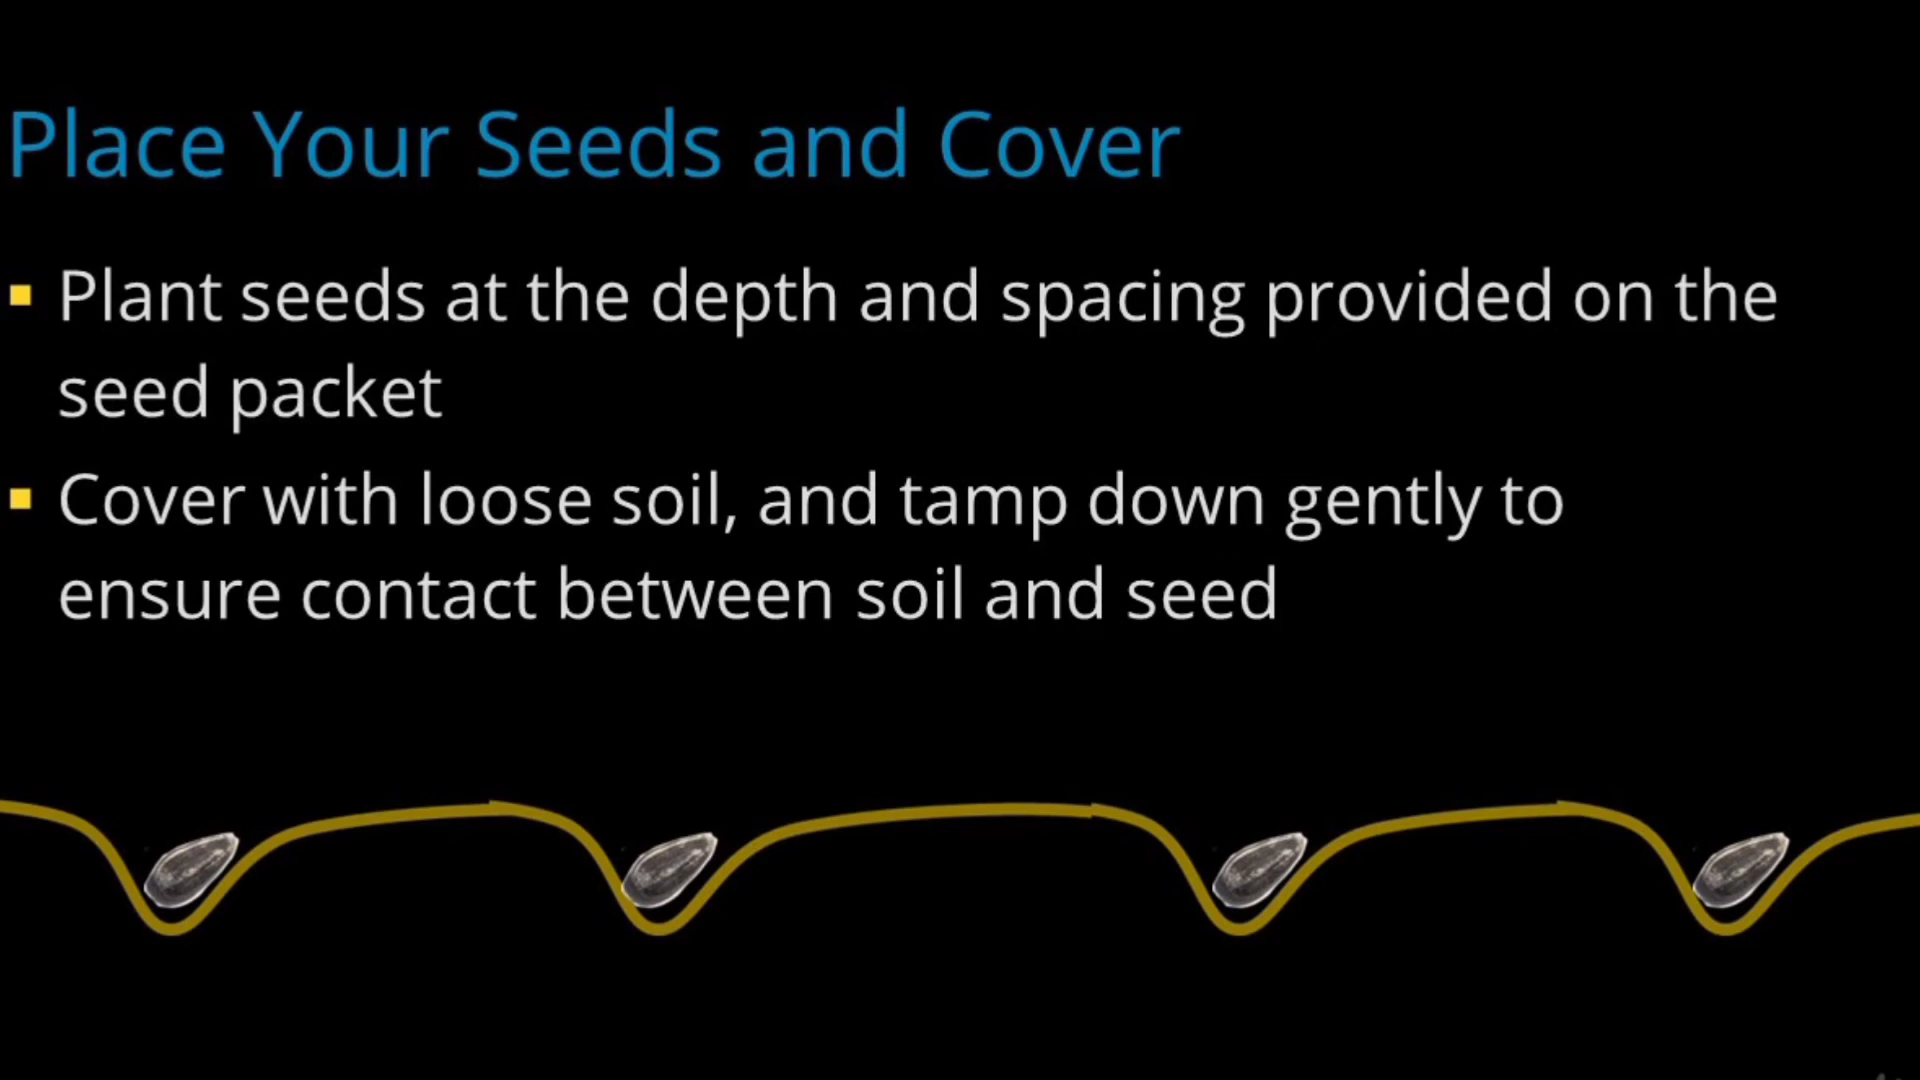 Place Your Seeds and Cover
Plant seeds at the depth and spacing provided on the
seed packet
Cover with loose soil, and tamp down gently to
ensure contact between soil and seed